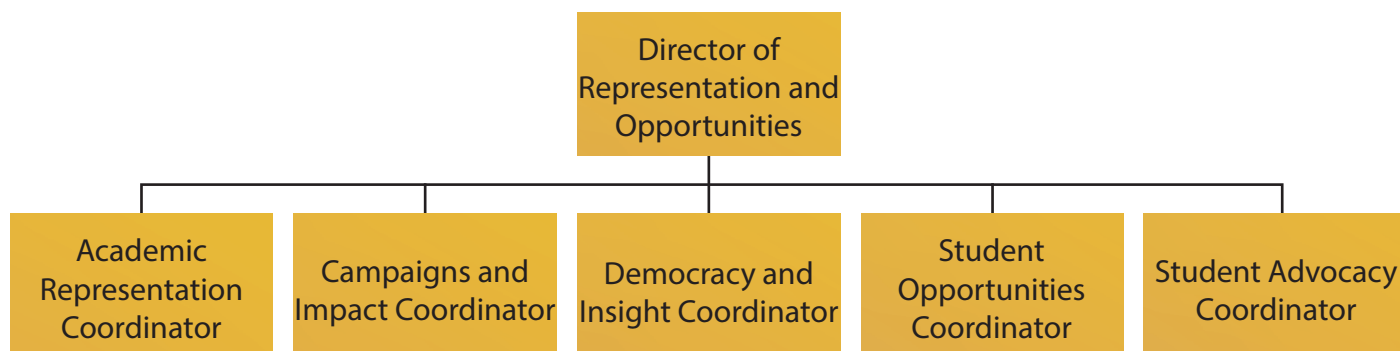 Director of
Representation and
Opportunities
Academic
Representation
Coordinator
Campaigns and
Impact Coordinator
Democracy and
Insight Coordinator
Student
Opportunities
Coordinator
Student Advocacy
Coordinator